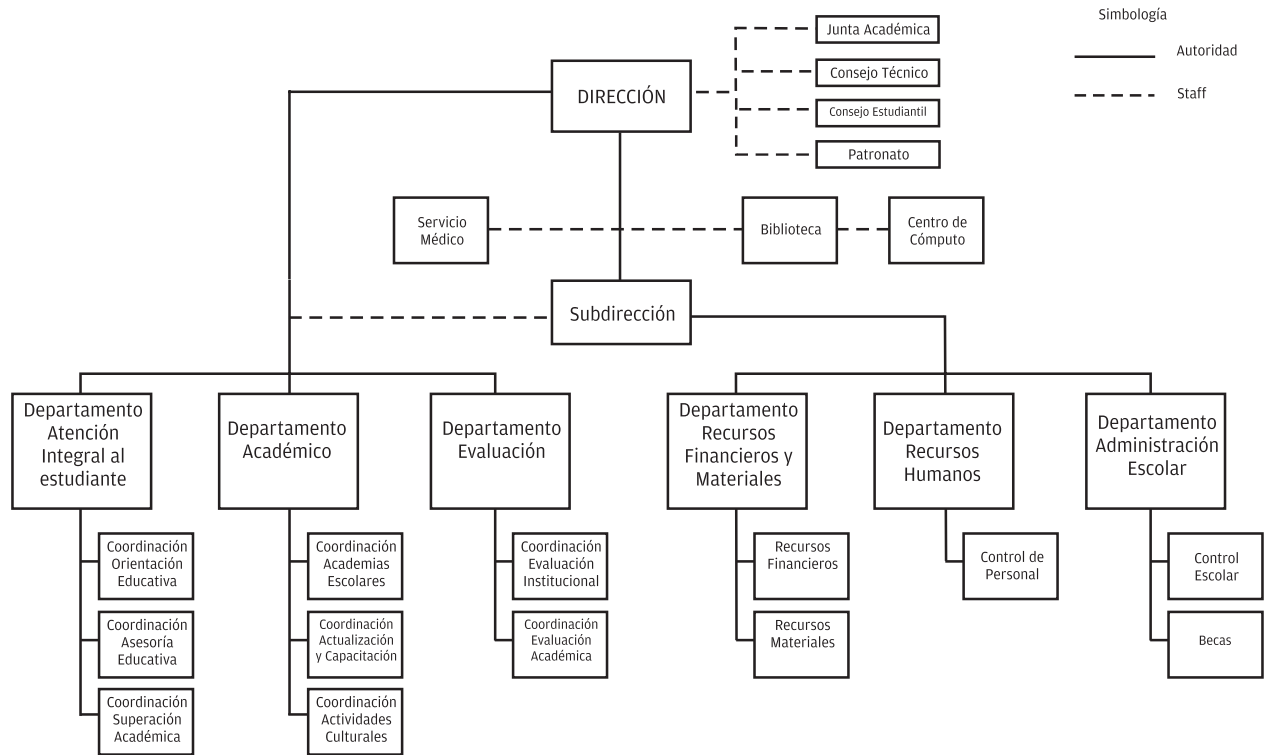 Simbología
Autoridad
Staff
Junta Académica
Consejo Técnico
Consejo Estudiantil
Patronato
DIRECCIÓN
Servicio
Médico
Biblioteca
Centro de
Cómputo
Subdirección
Departamento
Atención
Integral al
estudiante
Departamento
Académico
Departamento
Evaluación
Departamento
Recursos
Financieros y
Materiales
Departamento
Recursos
Humanos
Departamento
Administración
Escolar
Coordinación
Orientación
Educativa
Coordinación
Asesoría
Educativa
Coordinación
Superación
Académica
Coordinación
Academias
Escolares
Coordinación
Actualización
y Capacitación
Coordinación
Actividades
Culturales
Coordinación
Evaluación
Institucional
Coordinación
Evaluación
Académica
Recursos
Financieros
Recursos
Materiales
Control de
Personal
Control
Escolar
Becas